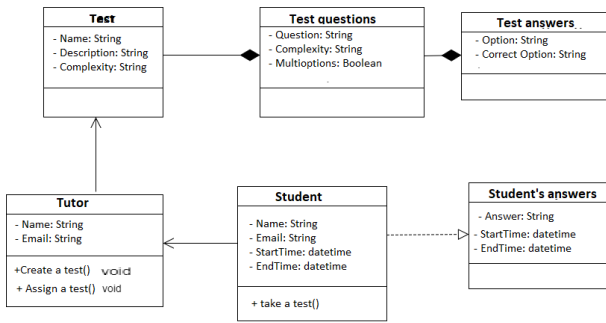 Test
- Name: String
- Description: String
- Complexity: String
Test questions
- Question: String
- Complexity: String
- Multioptions: Boolean
Test answers
- Option: String
- Correct Option: String
Tutor
- Name: String
- Email: String
+Create a test() void
+ Assign a test() void
Student
- Name: String
- Email: String
- StartTime: datetime
- EndTime: datetime
+ take a test()
Student's answers
- Answer: String
- StartTime: datetime
- EndTime: datetime